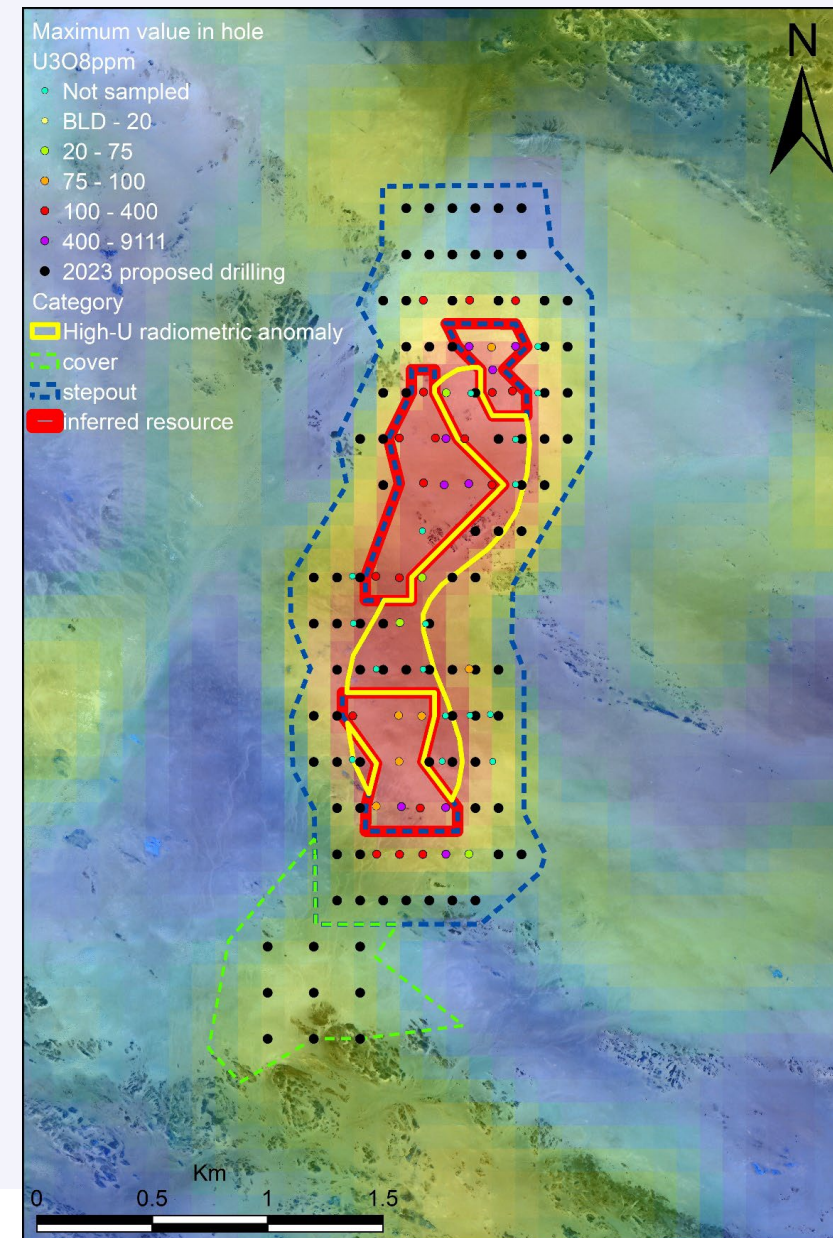 Maximum value in hole
U3O8ppm
Not sampled
BLD - 20
20 - 75
75 - 100
100 - 400
400 - 9111
2023 proposed drilling
Category
High-U radiometric anomaly
cover
stepout
inferred resource
N
Km
0 0.5 1 1.5